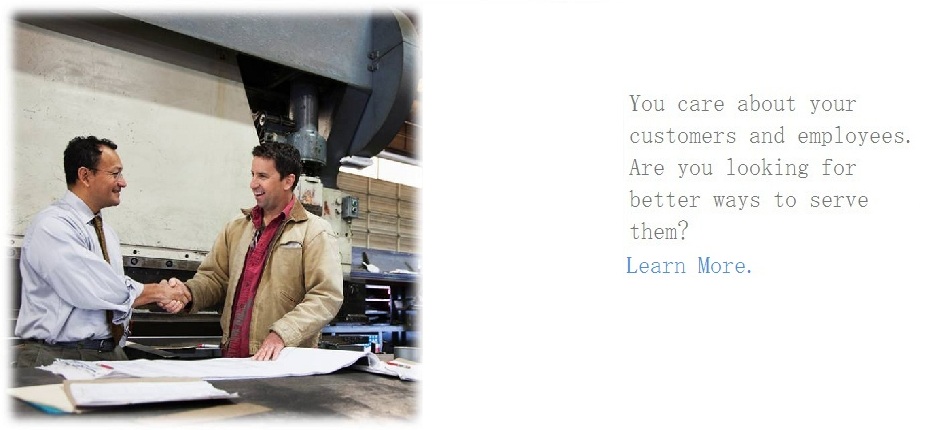 You care about your
customers and employees.
Are you looking for
better ways to serve
them?
Learn More.